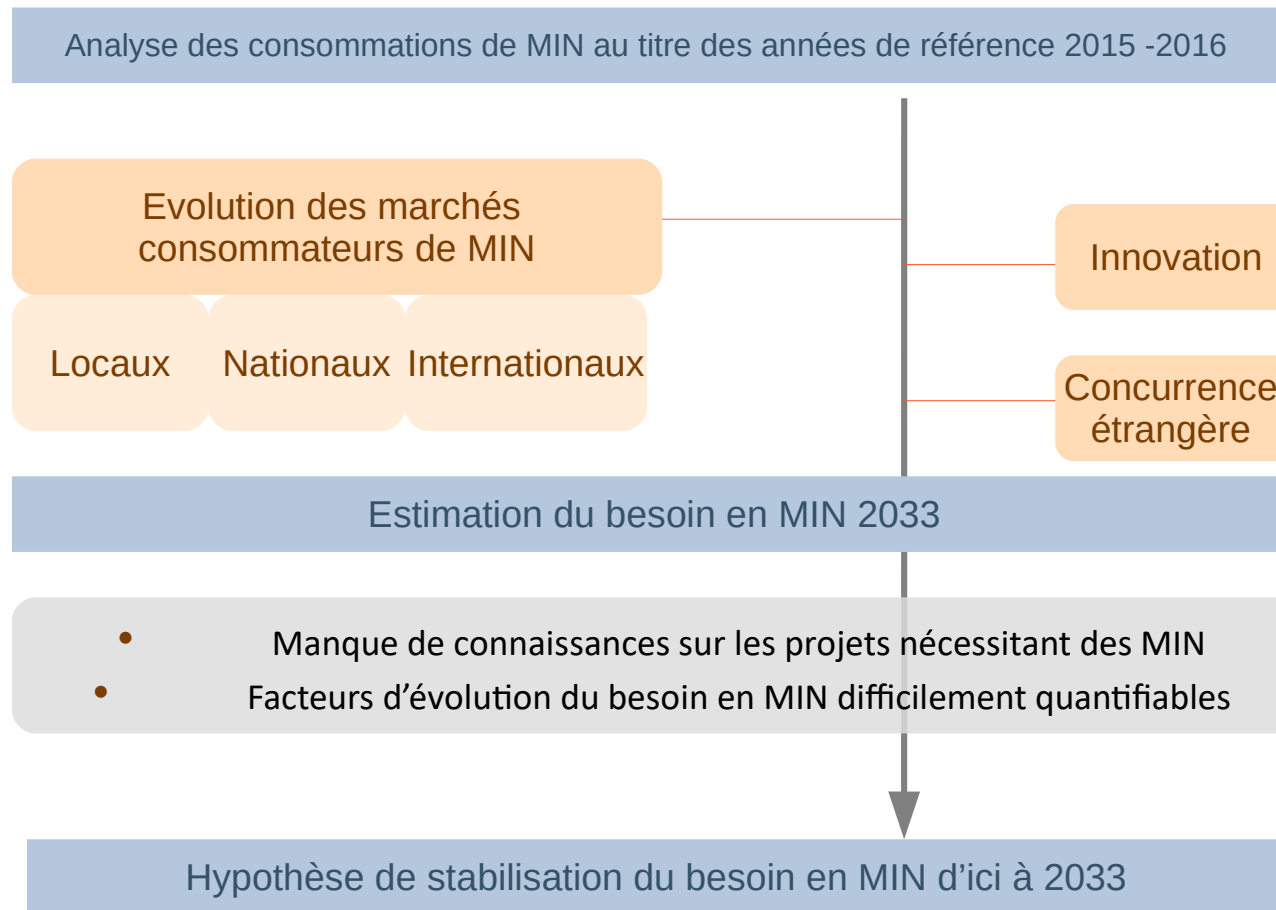 Analyse des consommations de MIN au titre des années de référence 2015 -2016
Evolution des marchés
consommateurs de MIN
Innovation
Locaux
Nationaux
Internationaux
Concurrence
étrangère
Estimation du besoin en MIN 2033
• Manque de connaissances sur les projets nécessitant des MIN
• Facteurs d’évolution du besoin en MIN difficilement quantifiables
Hypothèse de stabilisation du besoin en MIN d’ici à 2033